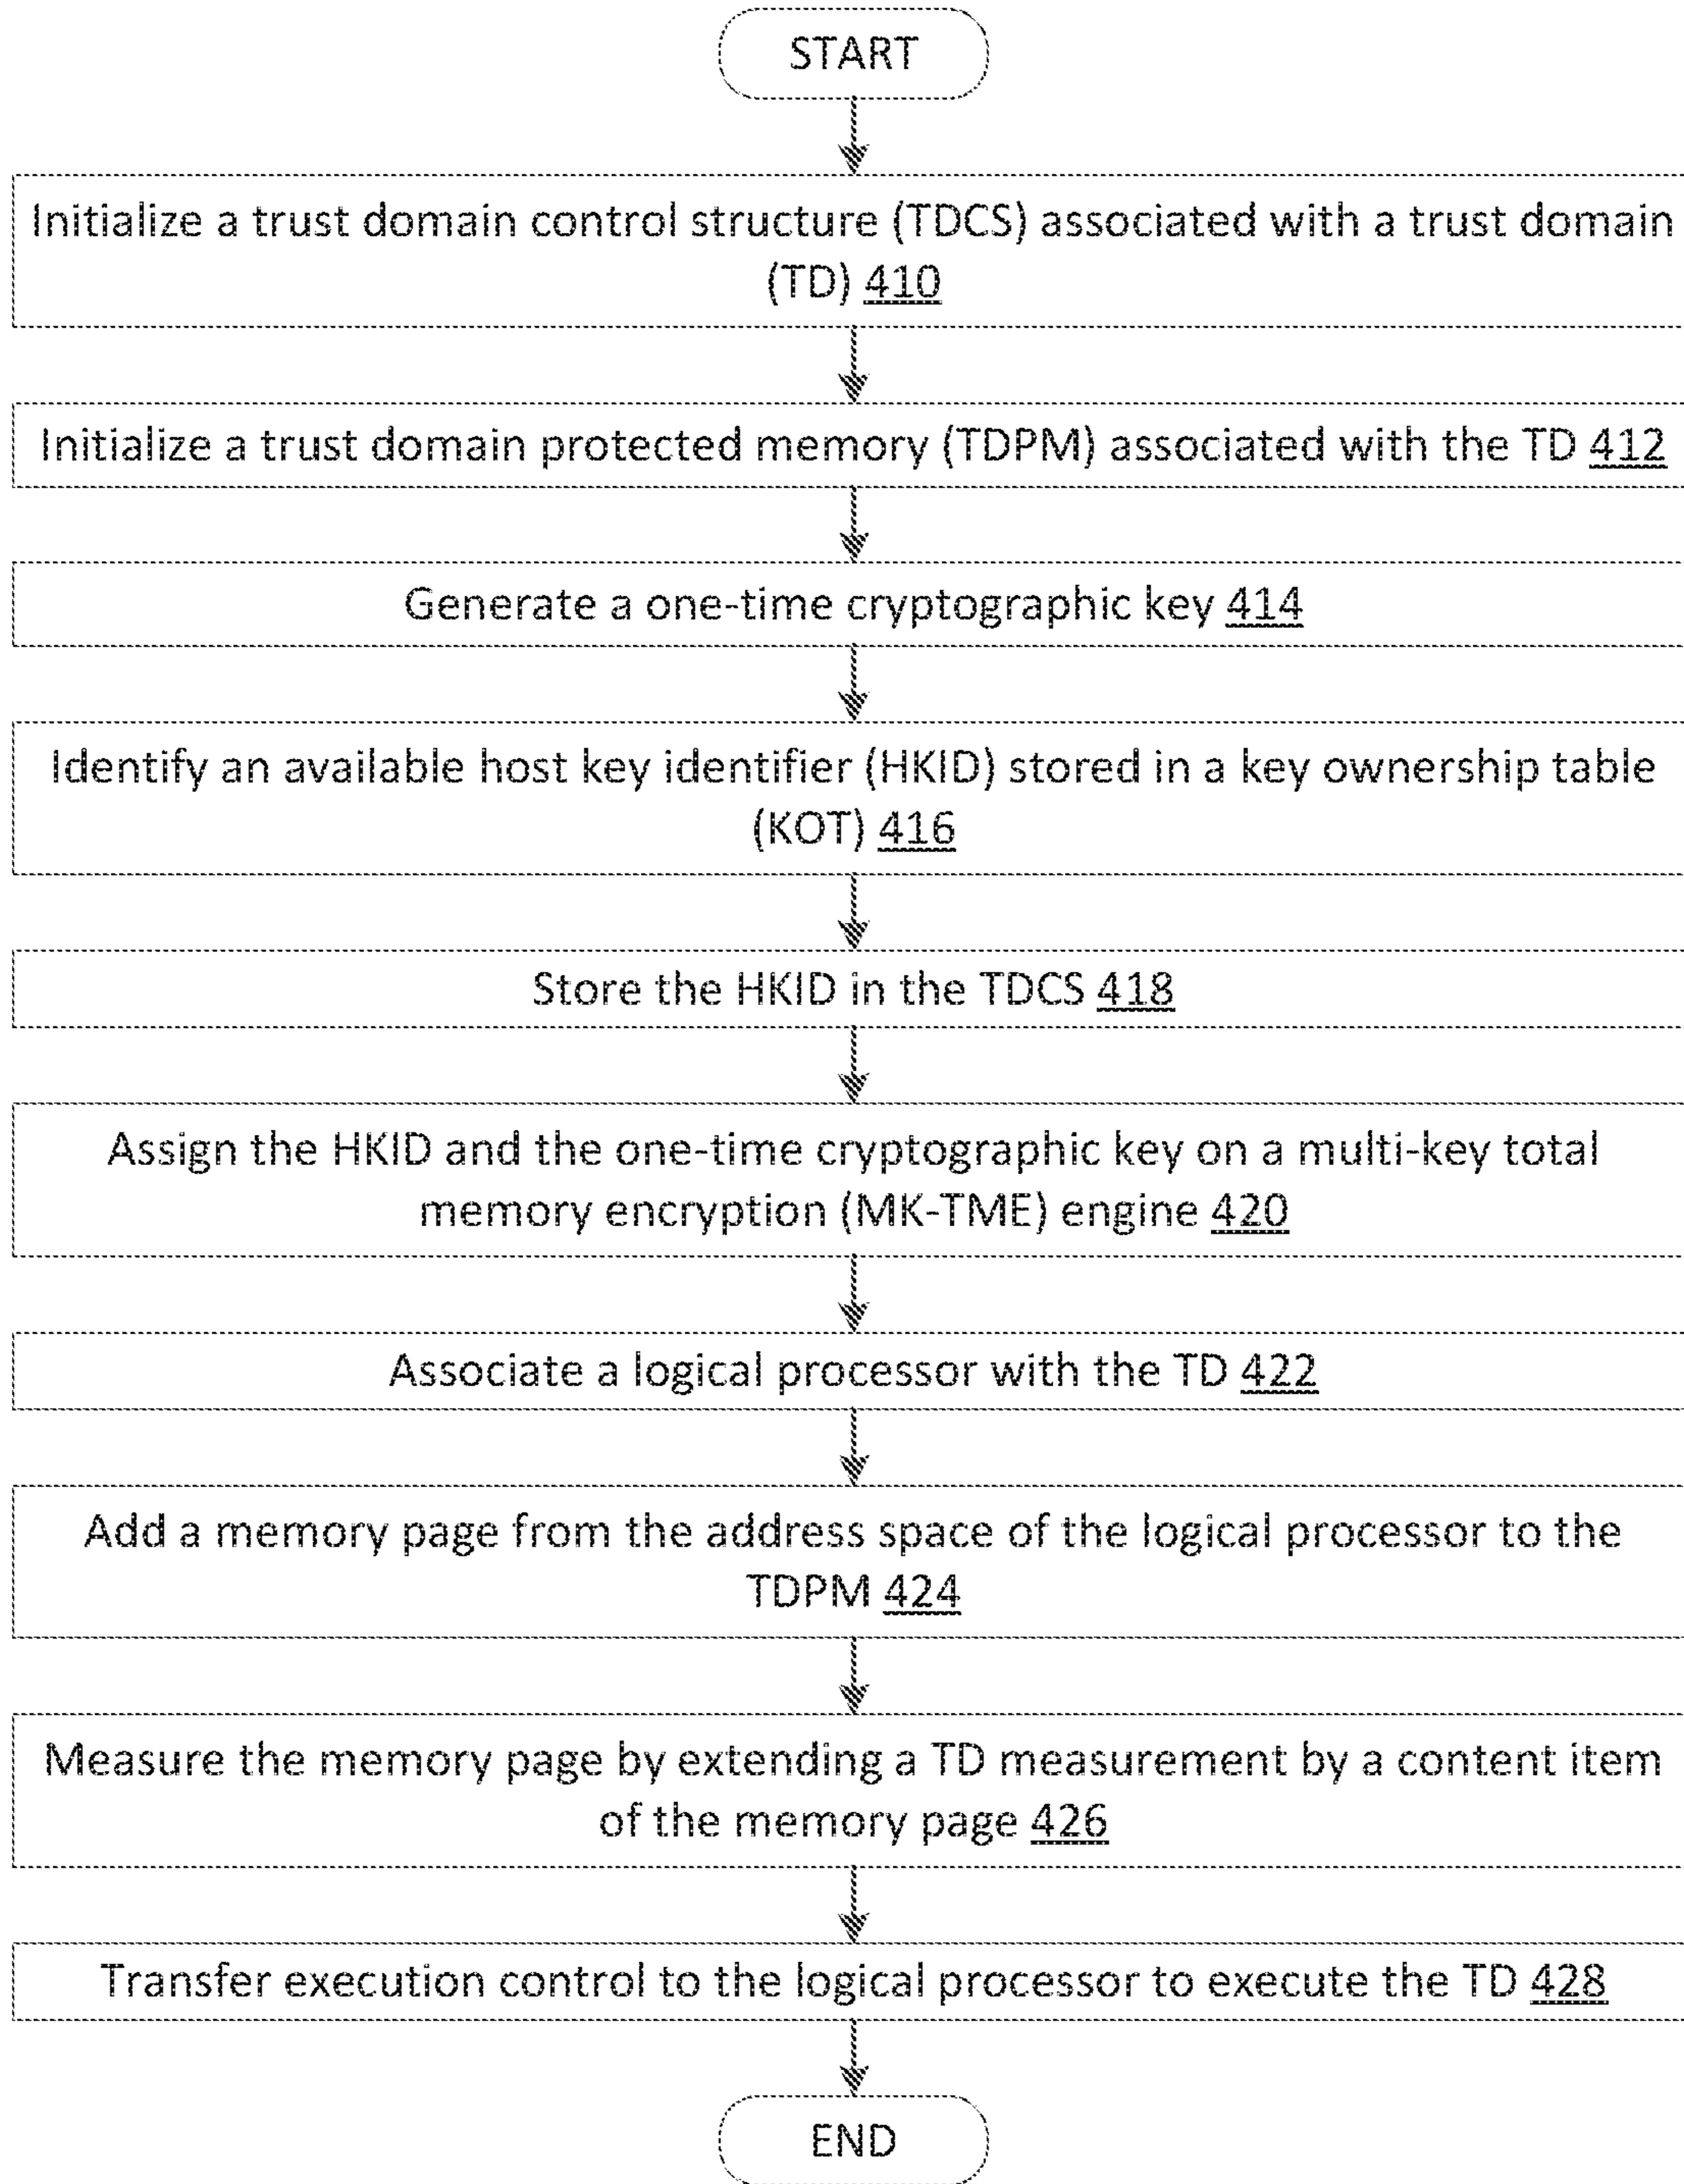 START
Initialize a trust domain control structure (TDCS) associated with a trust domain
(TD) 410
Initialize a trust domain protected memory (TDPM) associated with the TD 412
Generate a one-time cryptographic key 414
Identify an available host key identifier (HKID) stored in a key ownership table
(KOT) 416
Store the HKID in the TDCS 418
Assign the HKID and the one-time cryptographic key on a multi-key total
memory encryption (MK-TME) engine 420
Associate a logical processor with the TD 422
Add a memory page from the address space of the logical processor to the
TDPM 424
Measure the memory page by extending a TD measurement by a content item
of the memory page 426
Transfer execution control to the logical processor to execute the TD 428
END